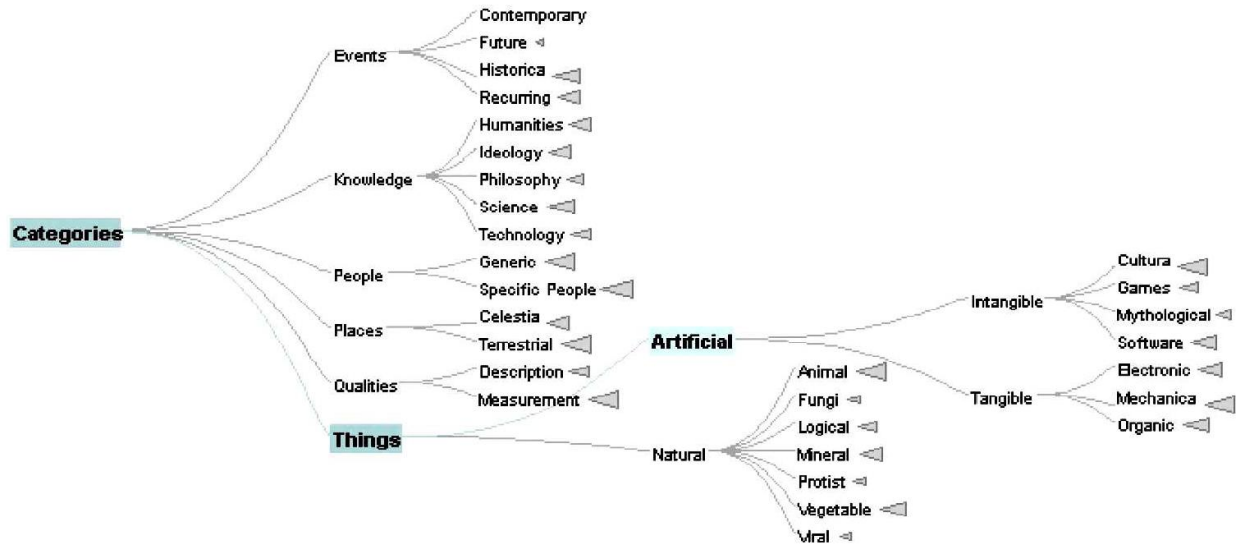 Categories
Events
Contemporary
Future
Historica
Recurring
Knowledge
Humanities
Ideology
Philosophy
Science
Technology
People
Generic
Specific People
Places
Celestia
Terrestrial
Qualities
Description
Measurement
Things
Artificial
Intangible
Cultura
Games
Mythological
Software
Tangible
Electronic
Mechanica
Organic
Natural
Animal
Fungi
Logical
Mineral
Protist
Vegetable
Viral